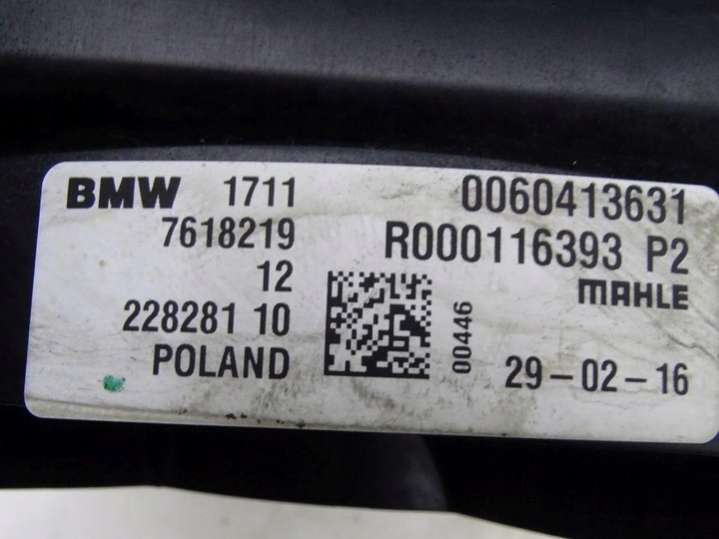 BMW 1711
7618219
12
228281 10
POLAND
0060413631
R000116393 P2
MAHLE
00446
29-02-16